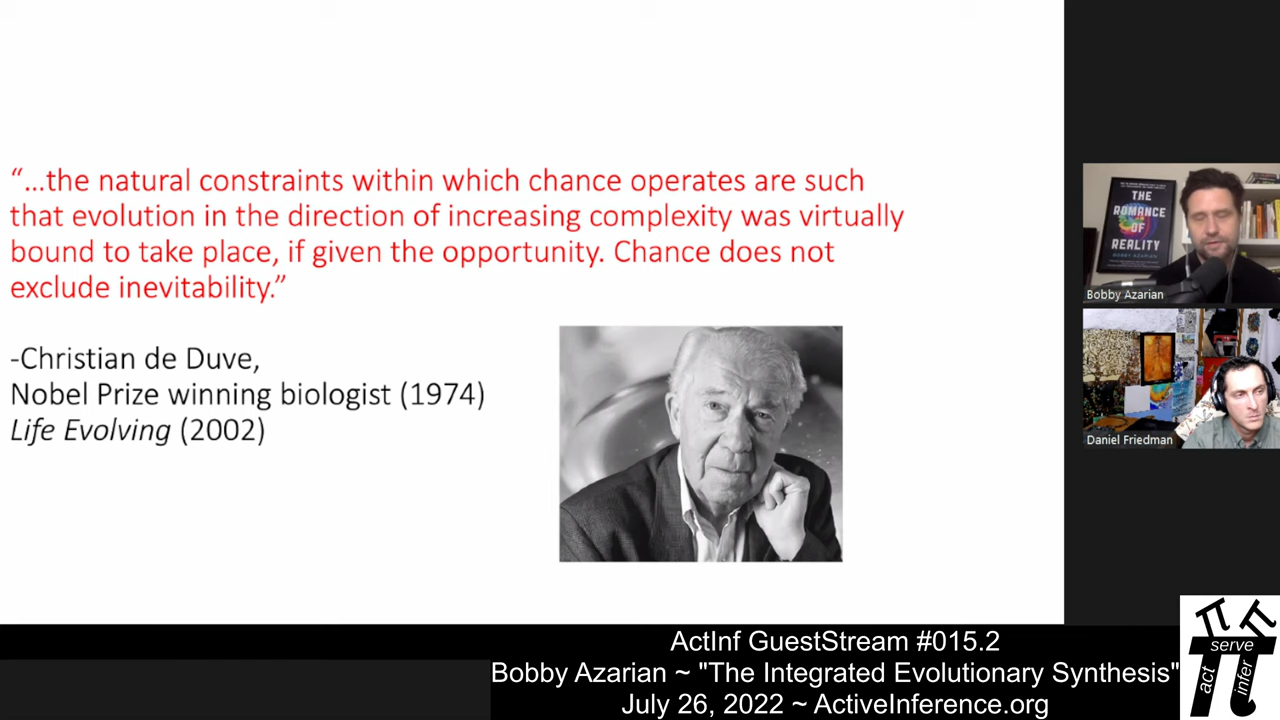 “...the natural constraints within which chance operates are such
that evolution in the direction of increasing complexity was virtually
bound to take place, if given the opportunity. Chance does not
exclude inevitability.”
-Christian de Duve,
Nobel Prize winning biologist (1974)
Life Evolving (2002)
THE
ROMANCE
OF
REALITY
BOBBY AZARIAN
Bobby Azarian
Daniel Friedman
ActInf GuestStream #015.2
Bobby Azarian ~ "The Integrated Evolutionary Synthesis"
July 26, 2022 ~ ActiveInference.org
π π
π
serve
act
infer